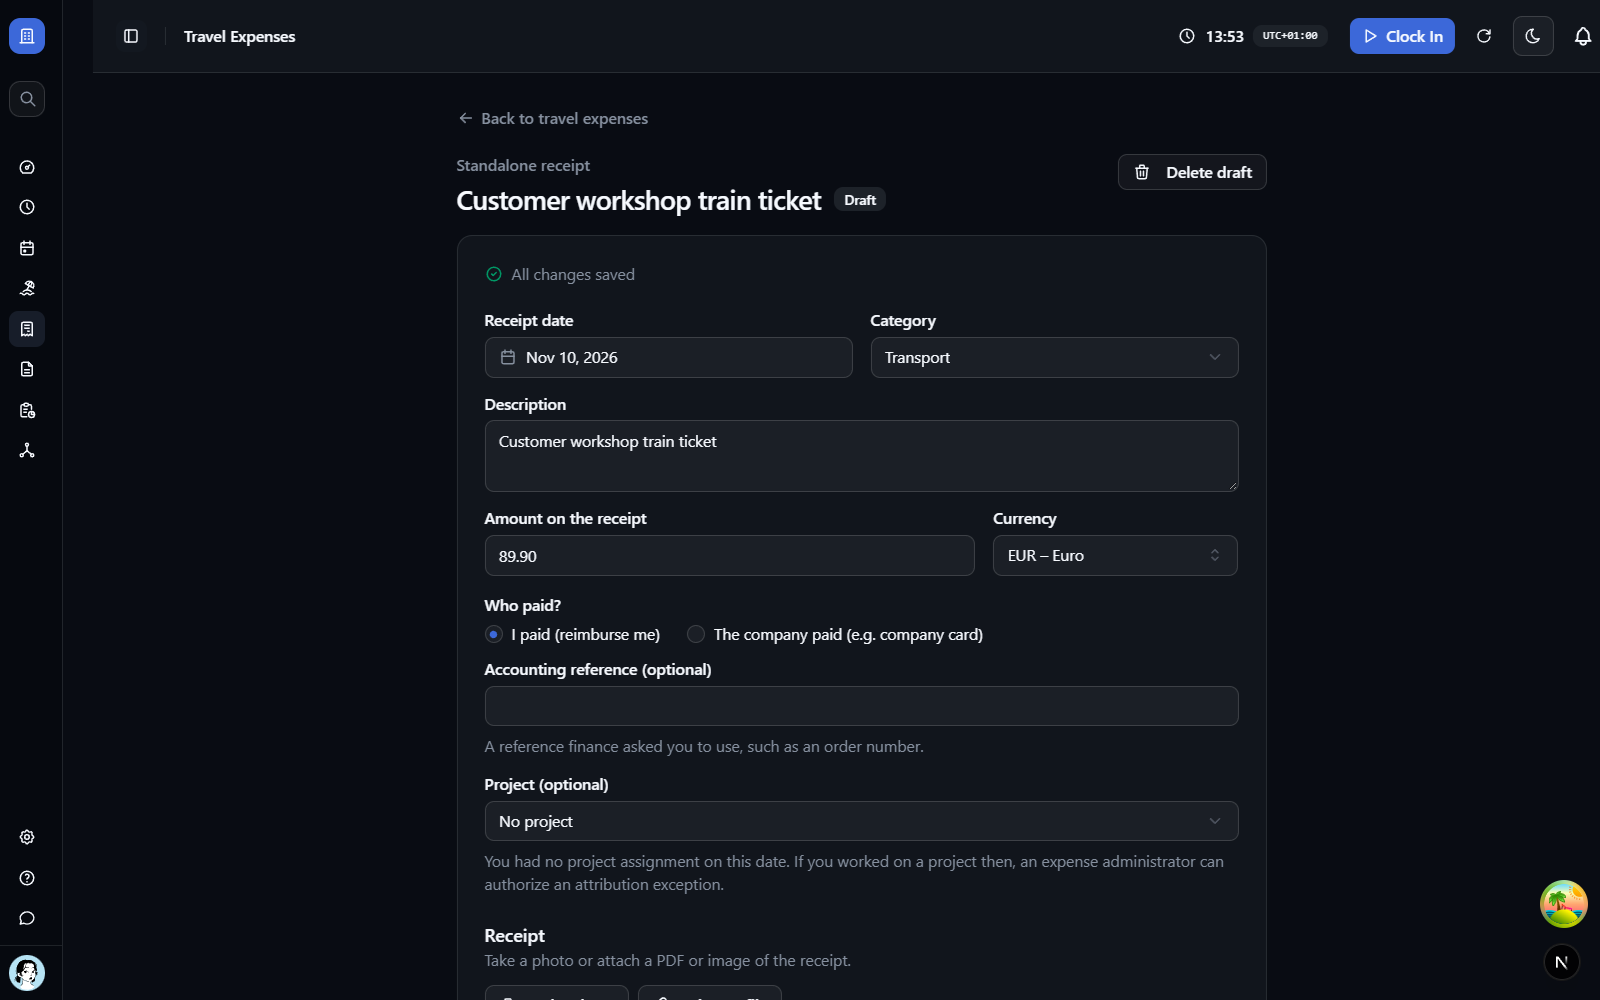 Travel Expenses
13:53
UTC+01:00
Clock In
Back to travel expenses
Standalone receipt
Delete draft
Customer workshop train ticket
Draft
All changes saved
Receipt date
Category
Nov 10, 2026
Transport
Description
Customer workshop train ticket
Amount on the receipt
Currency
89.90
EUR – Euro
Who paid?
I paid (reimburse me)
The company paid (e.g. company card)
Accounting reference (optional)
A reference finance asked you to use, such as an order number.
Project (optional)
No project
You had no project assignment on this date. If you worked on a project then, an expense administrator can
authorize an attribution exception.
Receipt
Take a photo or attach a PDF or image of the receipt.
N